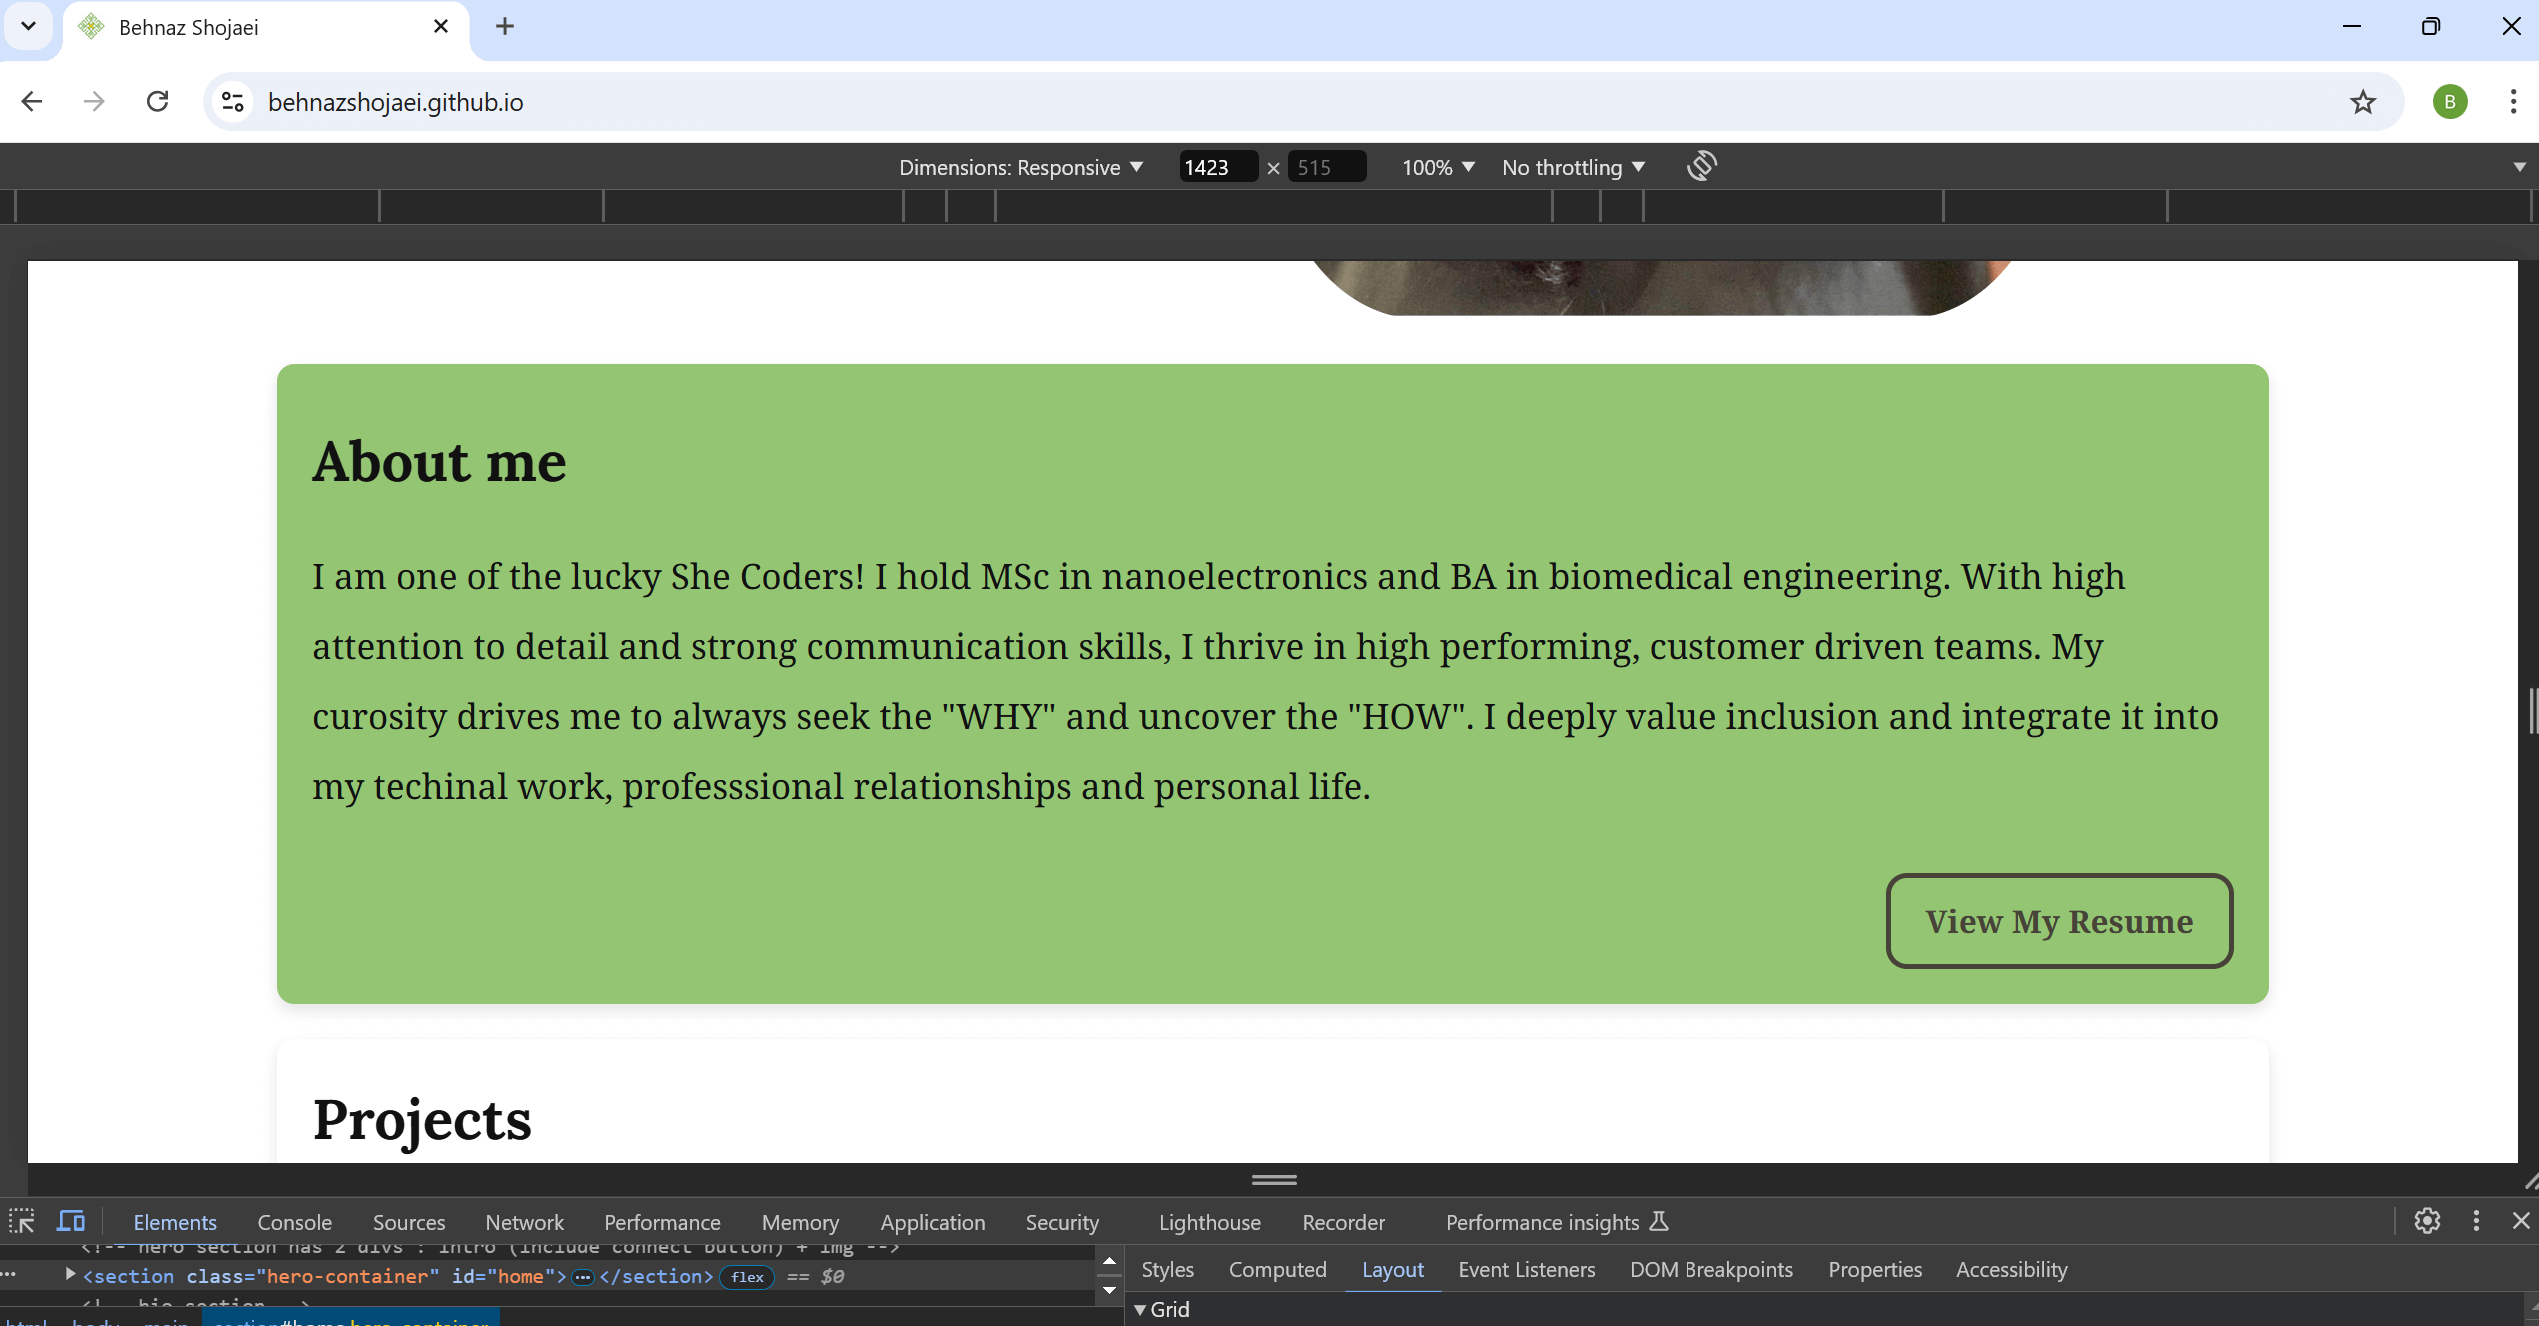 Behnaz Shojaei
behnazshojaei.github.io
B
Dimensions: Responsive 1423 × 515 100% No throttling
About me
I am one of the lucky She Coders! I hold MSc in nanoelectronics and BA in biomedical engineering. With high
attention to detail and strong communication skills, I thrive in high performing, customer driven teams. My
curosity drives me to always seek the "WHY" and uncover the "HOW". I deeply value inclusion and integrate it into
my techinal work, professsional relationships and personal life.
View My Resume
Projects
Elements Console Sources Network Performance Memory Application Security Lighthouse Recorder Performance insights
<!-- hero section has 2 divs : intro (include connect button) + img -->
<section class="hero-container" id="home"> </section> flex == $0
Styles Computed Layout Event Listeners DOM Breakpoints Properties Accessibility
Grid
html body main section#home.hero-container